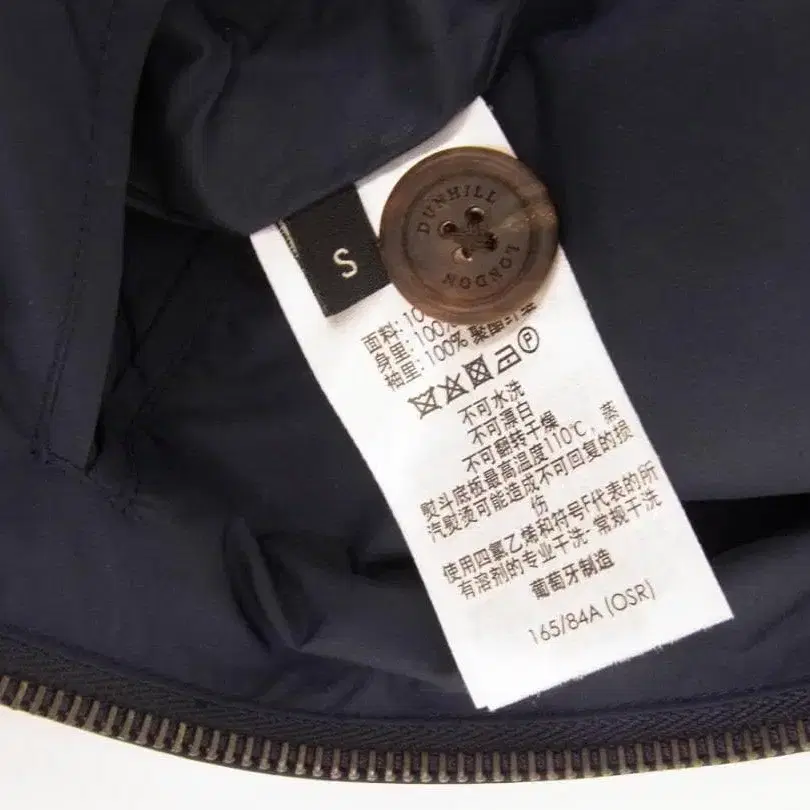 S
DUNHILL
LONDON
面料: 10
身里: 100%
袖里: 100% 聚酯纤维
不可水洗
不可漂白
不可翻转干燥
熨斗底板最高温度110℃, 蒸
汽熨烫可能造成不可回复的损
伤
使用四氯乙烯和符号F代表的所
有溶剂的专业干洗. 常规干洗
葡萄牙制造
165/84A (OSR)